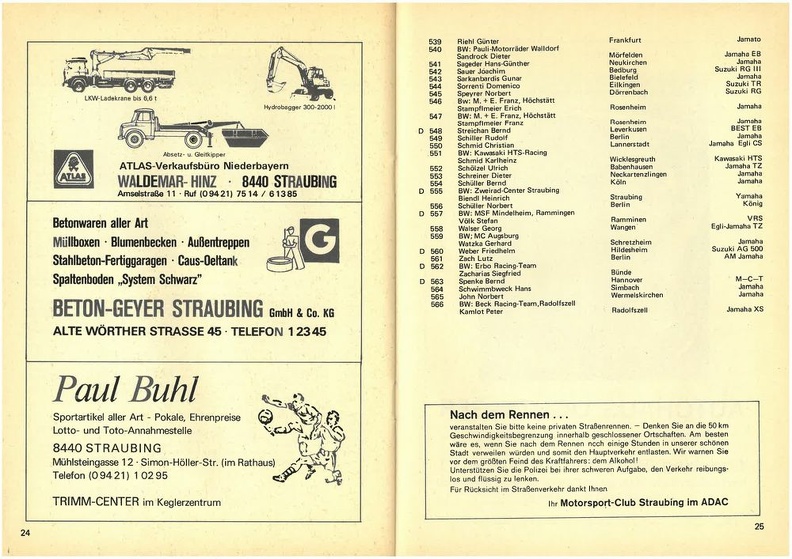 LKW-Ladekrane bis 6,6 t
Hydrobagger 300-2000 l
Absetz- u. Gleitkipper
ATLAS
ATLAS-Verkaufsbüro Niederbayern
WALDEMAR-HINZ · 8440 STRAUBING
Amselstraße 11 · Ruf (0 94 21) 75 14 / 6 13 85
Betonwaren aller Art
Müllboxen · Blumenbecken · Außentreppen
Stahlbeton-Fertiggaragen · Caus-Oeltank
Spaltenboden „System Schwarz"
G
BETON-GEYER STRAUBING GmbH & Co. KG
ALTE WÖRTHER STRASSE 45 · TELEFON 1 23 45
Paul Buhl
Sportartikel aller Art - Pokale, Ehrenpreise
Lotto- und Toto-Annahmestelle
8440 STRAUBING
Mühlsteingasse 12 · Simon-Höller-Str. (im Rathaus)
Telefon (0 94 21) 1 02 95
TRIMM-CENTER im Keglerzentrum
24
539 Riehl Günter Frankfurt Jamato
540 BW: Pauli-Motorräder Walldorf
Sandrock Dieter Mörfelden Jamaha EB
541 Sageder Hans-Günther Neukirchen Jamaha
542 Sauer Joachim Bedburg Suzuki RG III
543 Sarkanbardis Gunar Bielefeld Jamaha
544 Sorrenti Domenico Eilkingen Suzuki TR
545 Speyrer Norbert Dörrenbach Suzuki RG
546 Bw: M. + E. Franz, Höchstätt
Stampflmeier Erich Rosenheim Jamaha
547 BW: M. + E. Franz, Höchstätt
Stampflmeier Franz Rosenheim Jamaha
D 548 Streichan Bernd Leverkusen BEST EB
549 Schiller Rudolf Berlin Jamaha
550 Schmid Christian Lannerstadt Jamaha Egli CS
551 BW: Kawasaki HTS-Racing
Schmid Karlheinz Wicklesgreuth Kawasaki HTS
552 Schölzel Ulrich Babenhausen Jamaha TZ
553 Schreiner Dieter Neckartenzlingen Jamaha
554 Schüller Bernd Köln Jamaha
D 555 BW: Zweirad-Center Straubing
Biendl Heinrich Straubing Yamaha
556 Schüller Norbert Berlin König
D 557 BW: MSF Mindelheim, Rammingen
Völk Stefan Ramminen VRS
558 Walser Georg Wangen Egli-Jamaha TZ
559 BW; MC Augsburg
Watzka Gerhard Schretzheim Jamaha
D 560 Weber Friedhelm Hildesheim Suzuki AG 500
561 Zach Lutz Berlin AM Jamaha
D 562 BW: Erbo Racing-Team
Zacharias Siegfried Bünde
D 563 Spenke Bernd Hannover M–C–T
564 Schwimmbweck Hans Simbach Jamaha
565 John Norbert Wermelskirchen Jamaha
566 BW: Beck Racing-Team,Radolfszell
Kamlot Peter Radolfszell Jamaha XS
Nach dem Rennen . . .
veranstalten Sie bitte keine privaten Straßenrennen. – Denken Sie an die 50 km
Geschwindigkeitsbegrenzung innerhalb geschlossener Ortschaften. Am besten
wäre es, wenn Sie nach dem Rennen noch einige Stunden in unserer schönen
Stadt verweilen würden und somit den Hauptverkehr entlasten. Wir warnen Sie
vor dem größten Feind des Kraftfahrers: dem Alkohol!
Unterstützen Sie die Polizei bei ihrer schweren Aufgabe, den Verkehr reibungs-
los und flüssig zu lenken.
Für Rücksicht im Straßenverkehr dankt Ihnen
Ihr Motorsport-Club Straubing im ADAC
25